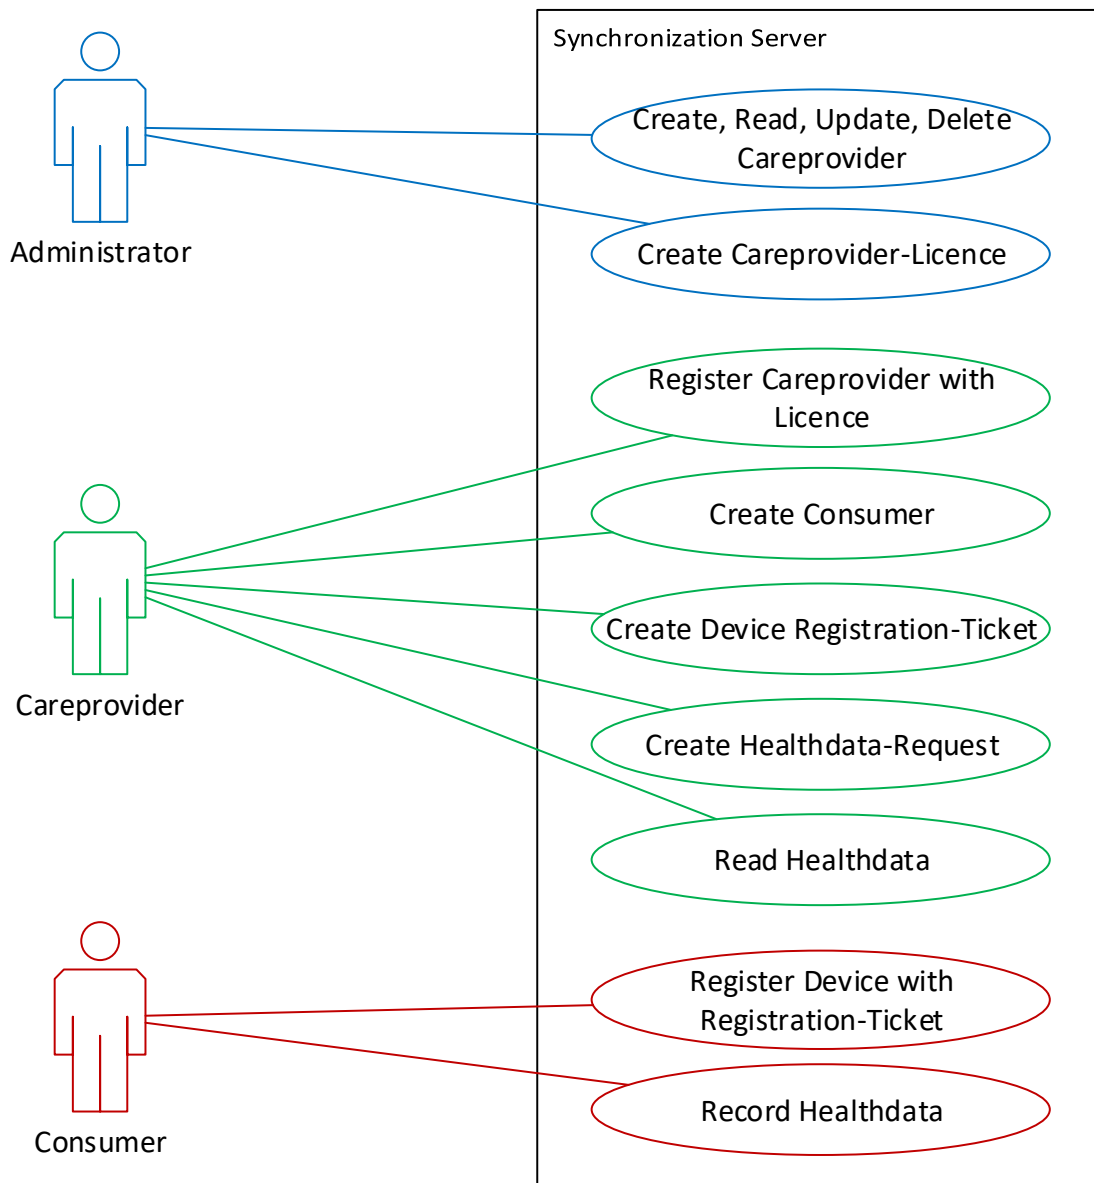 Synchronization Server
Create, Read, Update, Delete
Careprovider
Administrator
Create Careprovider-Licence
Register Careprovider with
Licence
Create Consumer
Create Device Registration-Ticket
Careprovider
Create Healthdata-Request
Read Healthdata
Register Device with
Registration-Ticket
Record Healthdata
Consumer